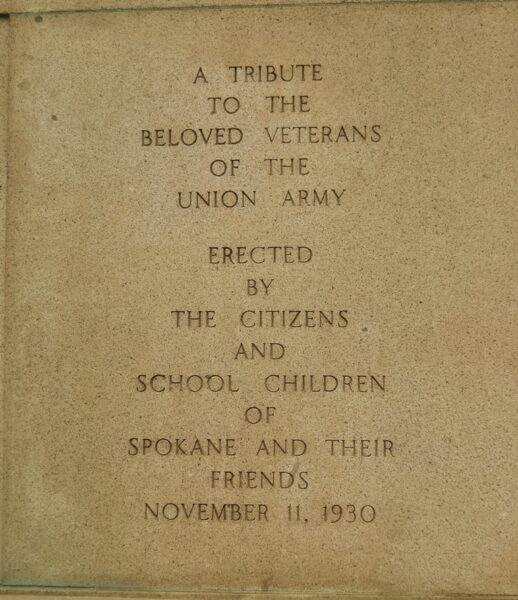 A TRIBUTE
TO THE
BELOVED VETERANS
OF THE
UNION ARMY
ERECTED
BY
THE CITIZENS
AND
SCHOOL CHILDREN
OF
SPOKANE AND THEIR
FRIENDS
NOVEMBER 11, 1930